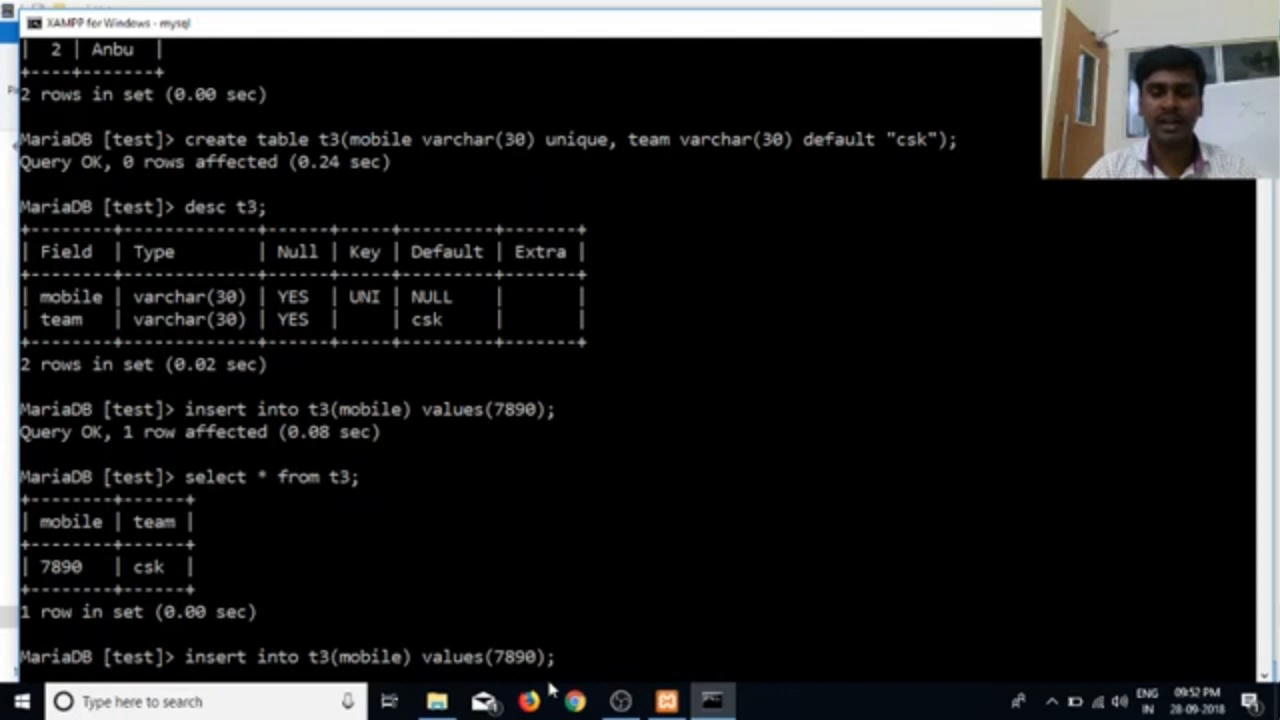 XAMPP for Windows - mysql
| 2 | Anbu |
+----+-------+
2 rows in set (0.00 sec)
MariaDB [test]> create table t3(mobile varchar(30) unique, team varchar(30) default "csk");
Query OK, 0 rows affected (0.24 sec)
MariaDB [test]> desc t3;
+--------+-------------+------+-----+---------+-------+
| Field | Type | Null | Key | Default | Extra |
+--------+-------------+------+-----+---------+-------+
| mobile | varchar(30) | YES | UNI | NULL | |
| team | varchar(30) | YES | | csk | |
+--------+-------------+------+-----+---------+-------+
2 rows in set (0.02 sec)
MariaDB [test]> insert into t3(mobile) values(7890);
Query OK, 1 row affected (0.08 sec)
MariaDB [test]> select * from t3;
+--------+------+
| mobile | team |
+--------+------+
| 7890 | csk |
+--------+------+
1 row in set (0.00 sec)
MariaDB [test]> insert into t3(mobile) values(7890);
Type here to search
ENG 09:52 PM
IN 28-09-2018